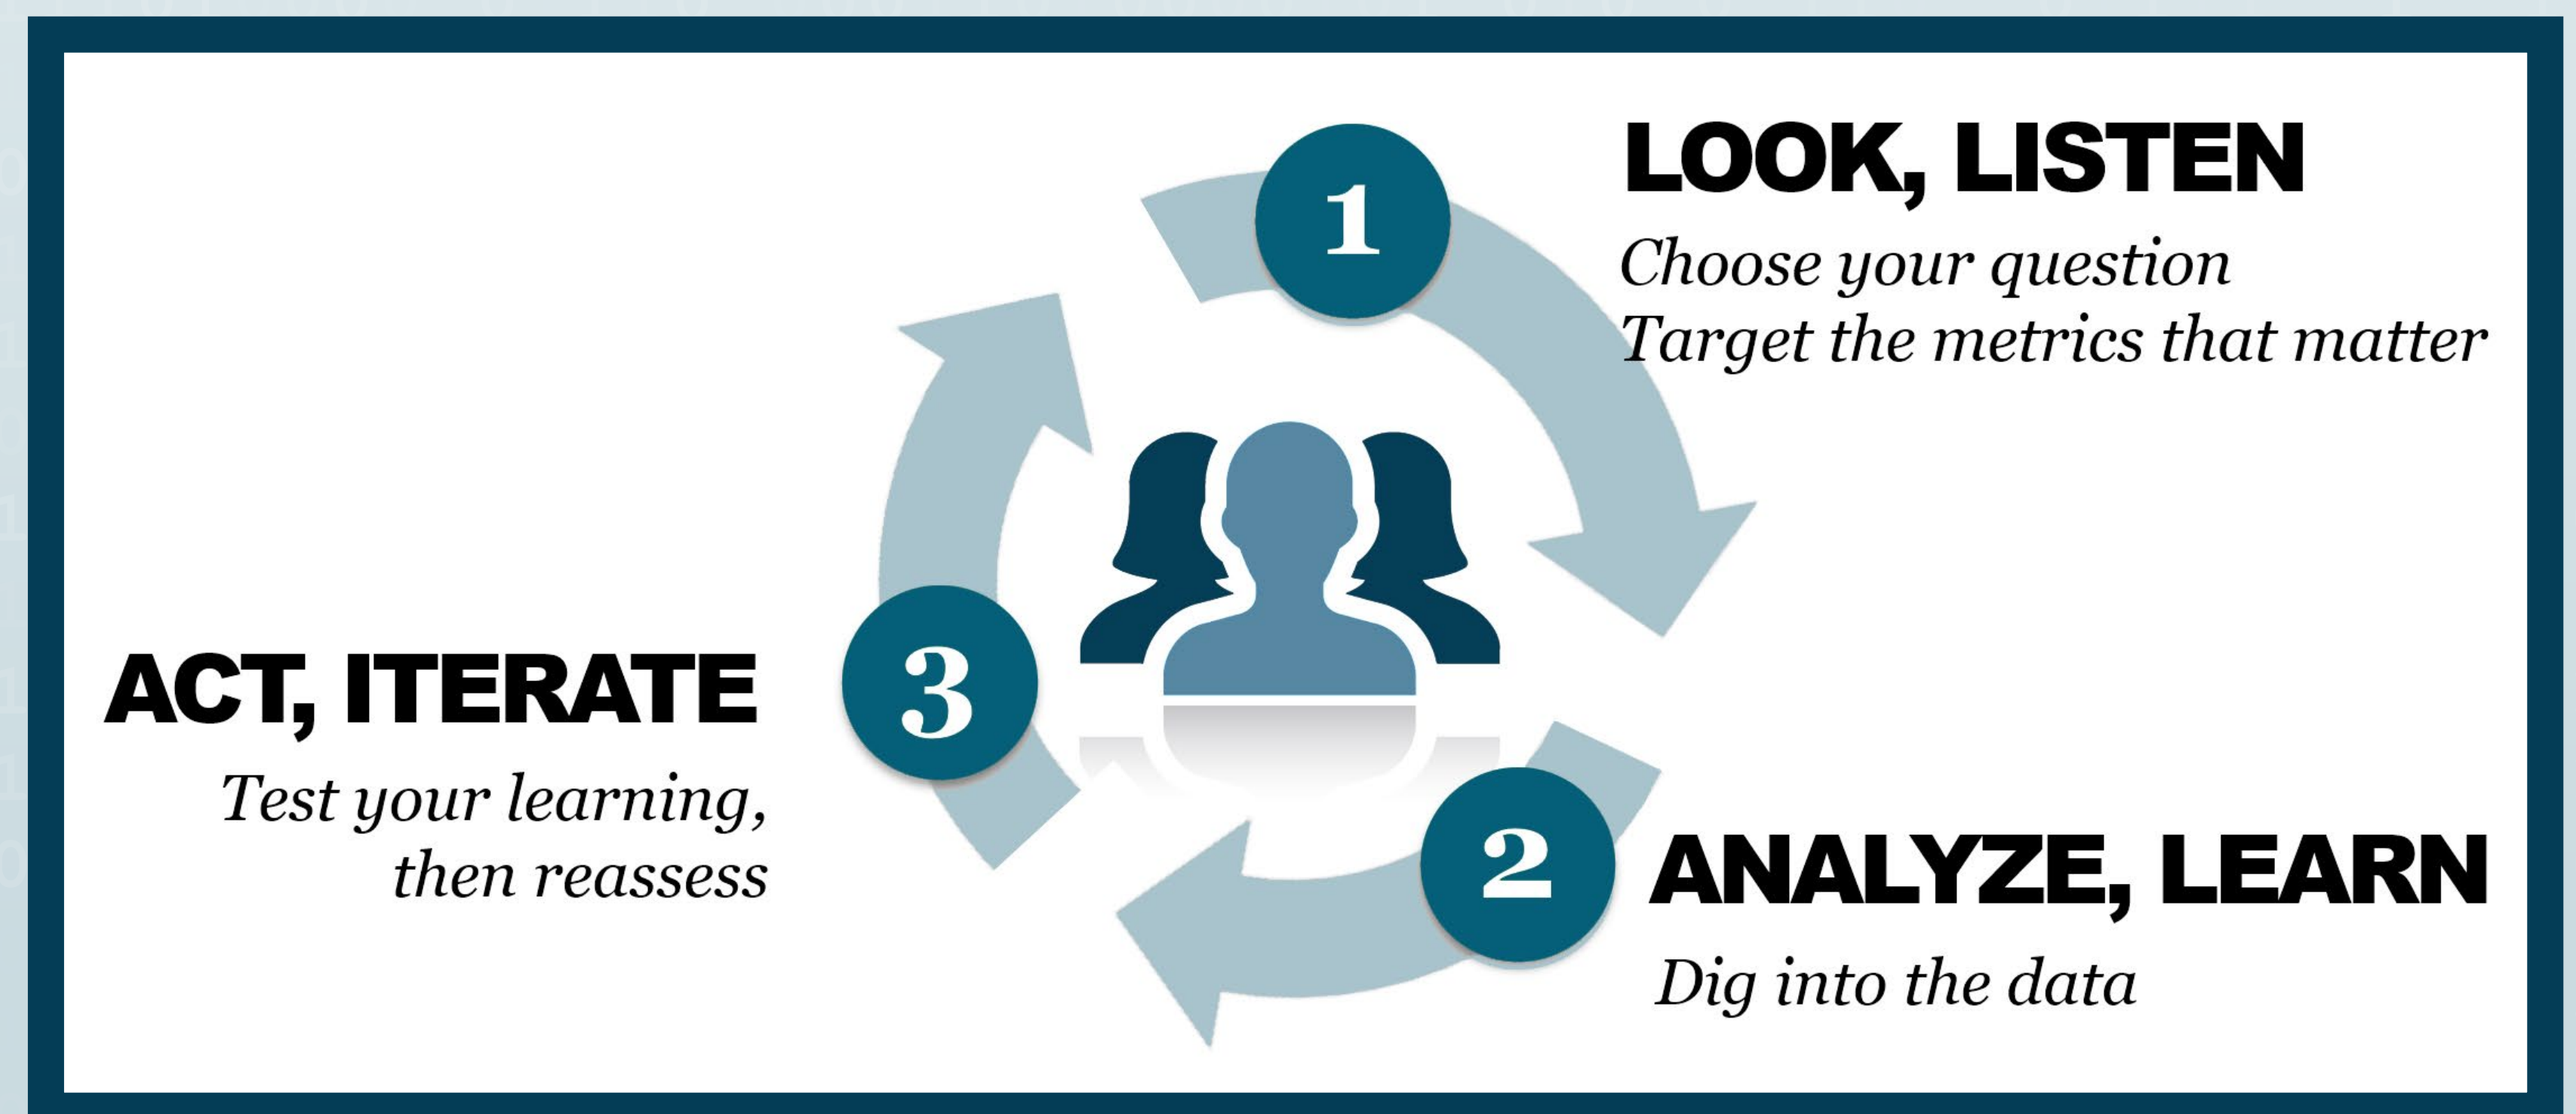 1
LOOK, LISTEN
Choose your question
Target the metrics that matter
2
ANALYZE, LEARN
Dig into the data
3
ACT, ITERATE
Test your learning,
then reassess